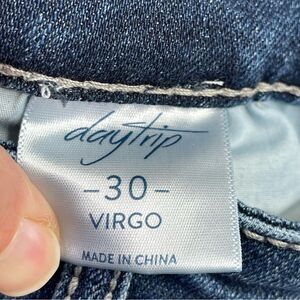 daytrip
-30-
VIRGO
MADE IN CHINA